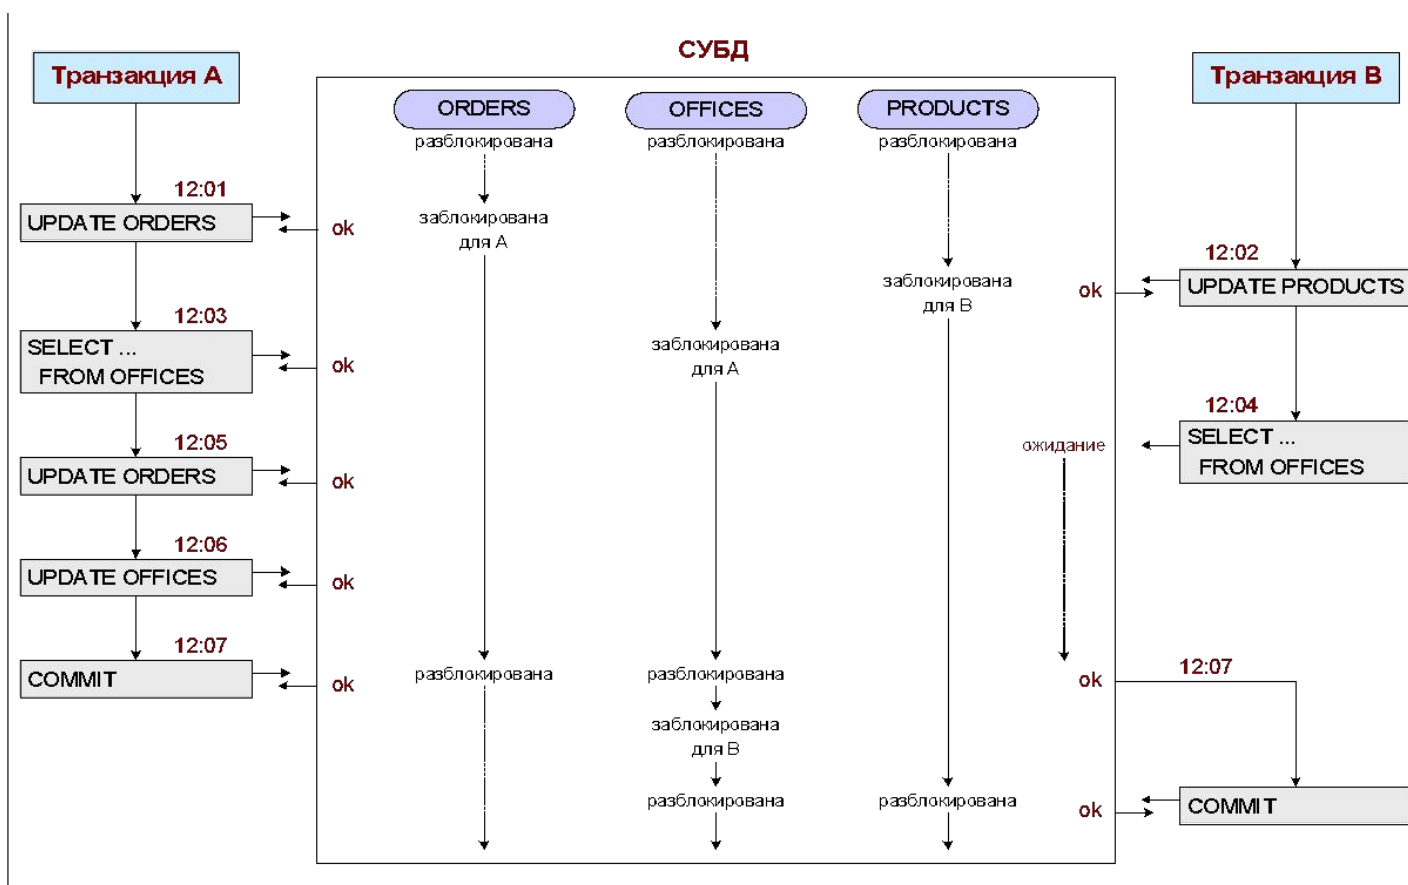 СУБД
Транзакция А
Транзакция В
ORDERS
OFFICES
PRODUCTS
разблокирована
разблокирована
разблокирована
12:01
UPDATE ORDERS
ok
заблокирована
для А
12:02
UPDATE PRODUCTS
ok
заблокирована
для В
12:03
SELECT ...
FROM OFFICES
ok
заблокирована
для А
12:04
SELECT ...
FROM OFFICES
ожидание
12:05
UPDATE ORDERS
ok
12:06
UPDATE OFFICES
ok
12:07
COMMIT
ok
разблокирована
разблокирована
ok
12:07
заблокирована
для В
разблокирована
разблокирована
ok
COMMIT